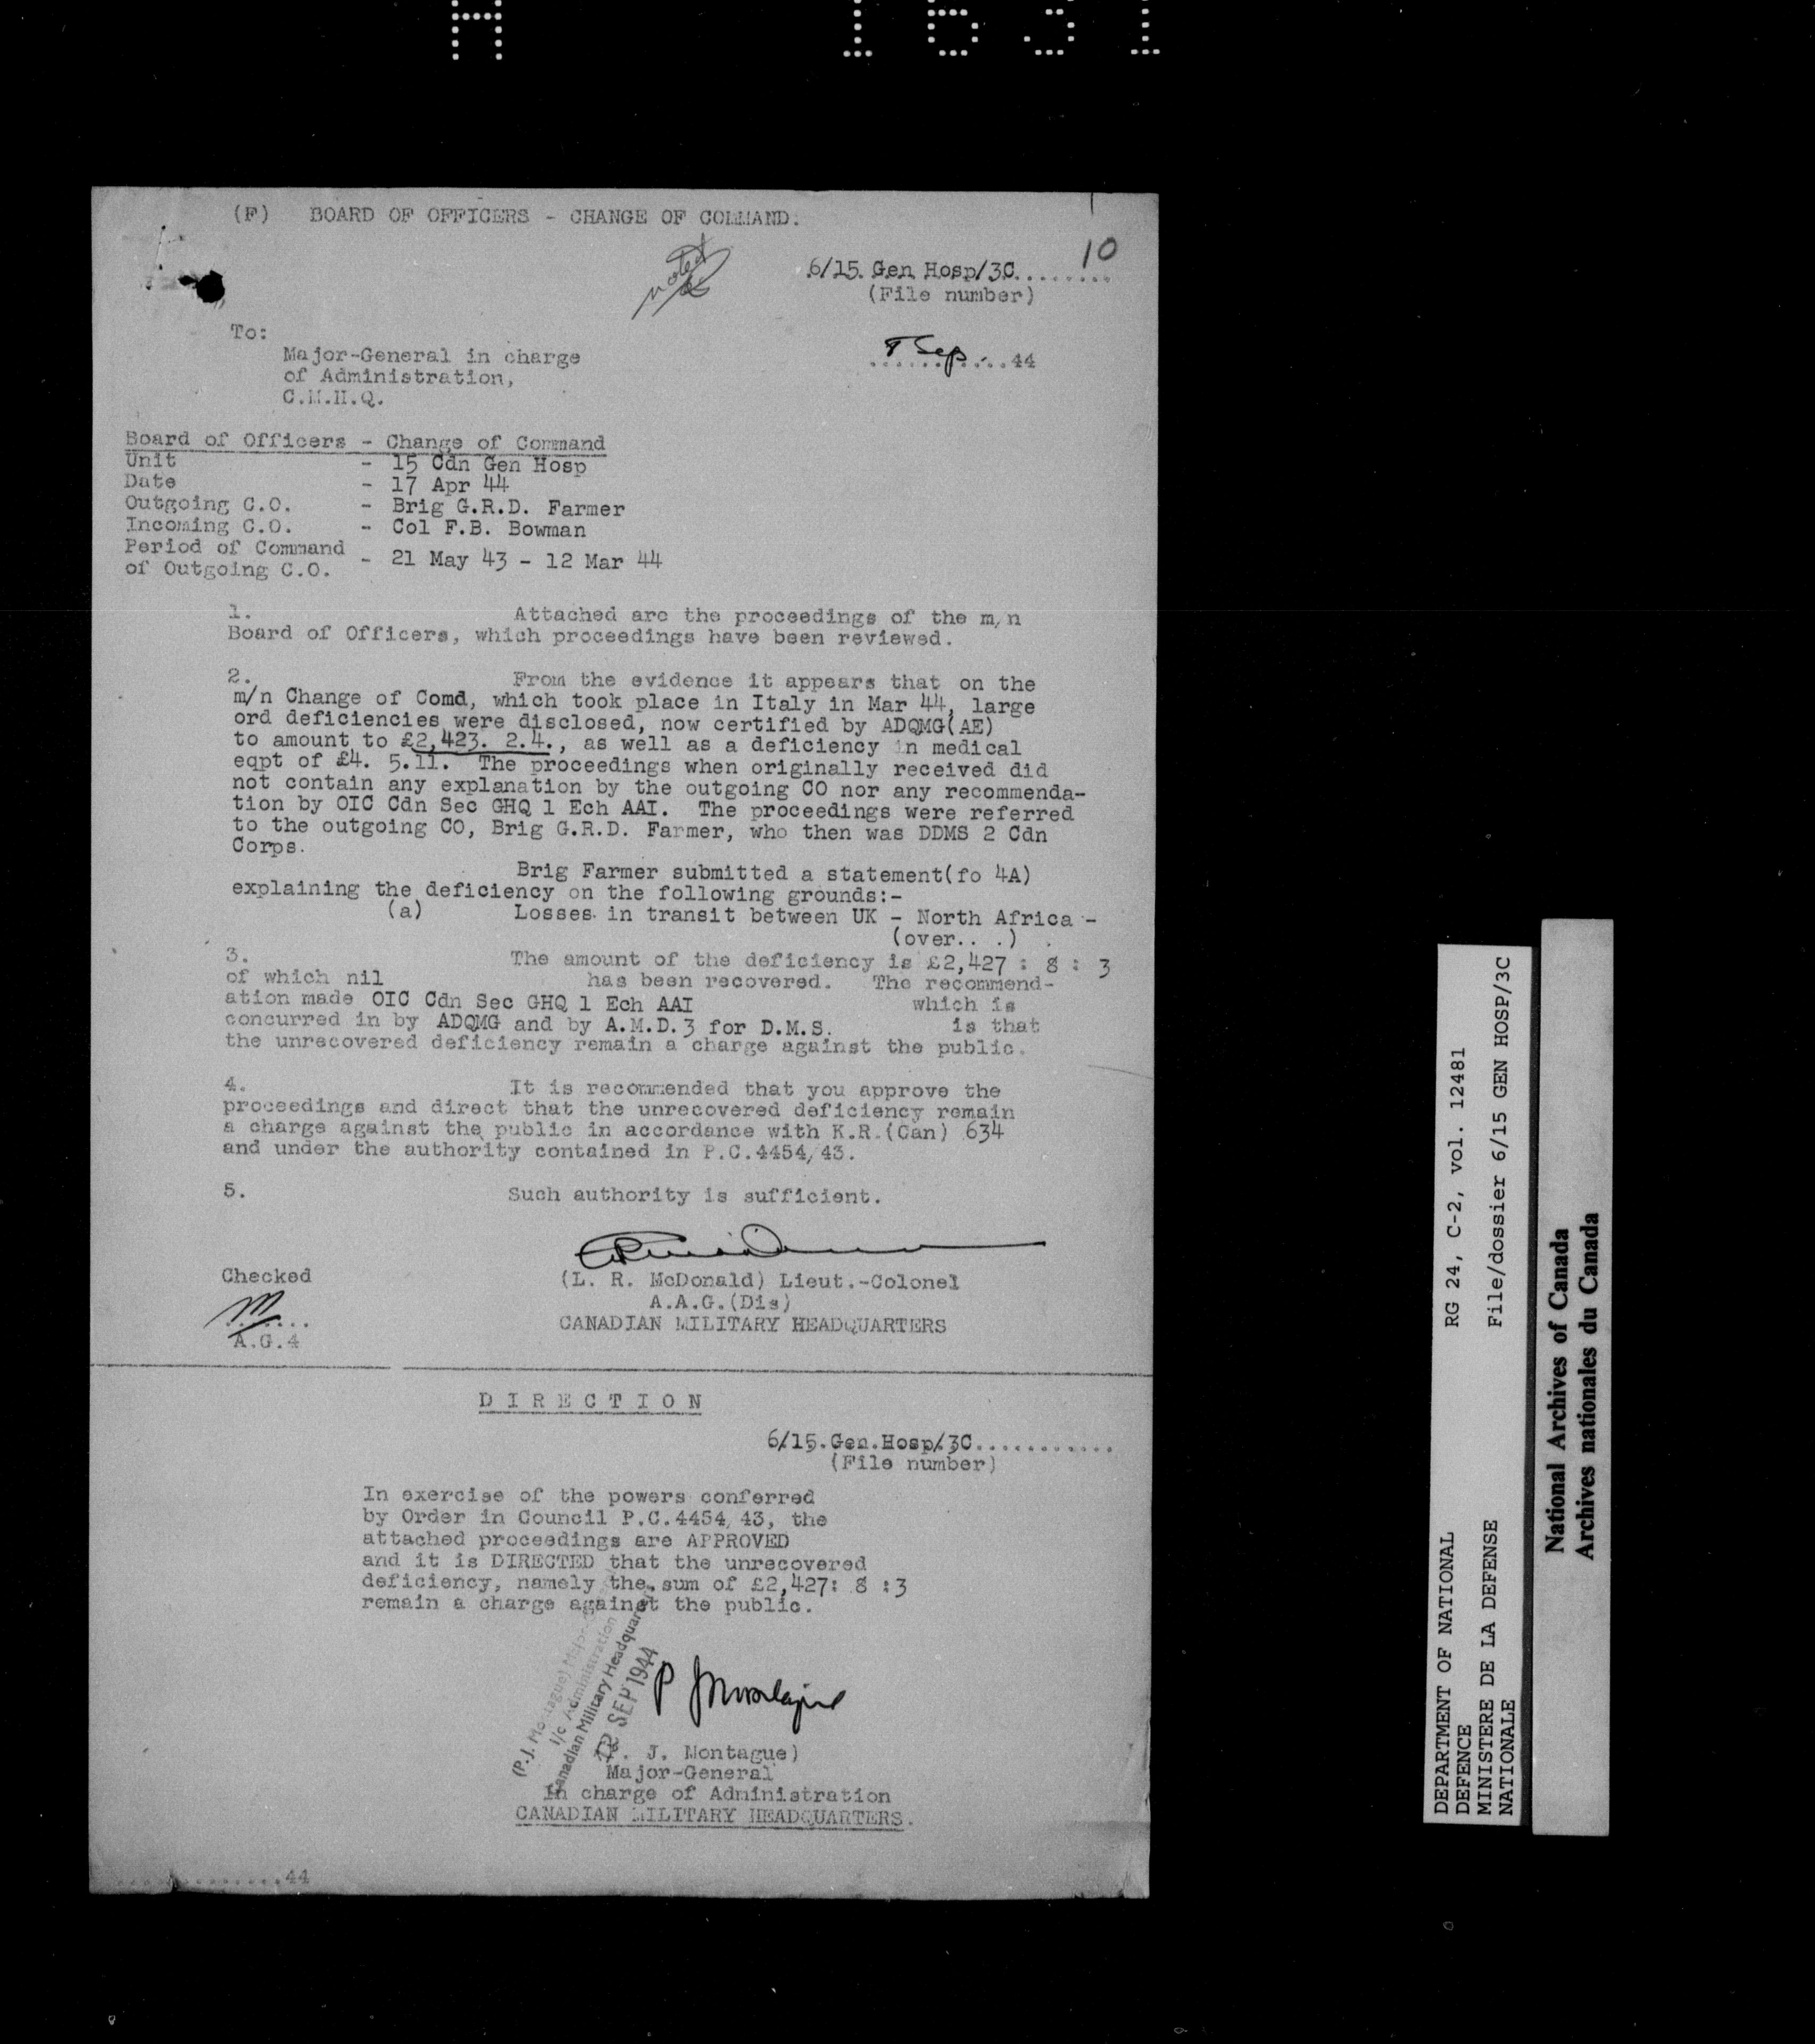 H 1631
(F) BOARD OF OFFICERS - CHANGE OF COMMAND.
10
noted
6/15 Gen Hosp/3C........
(File number)
Sep. 44
To:
Major-General in charge
of Administration,
C.M.H.Q.
Board of Officers - Change of Command
Unit - 15 Cdn Gen Hosp
Date - 17 Apr 44
Outgoing C.O. - Brig G.R.D. Farmer
Incoming C.O. - Col F.B. Bowman
Period of Command
of Outgoing C.O. - 21 May 43 - 12 Mar 44
1. Attached are the proceedings of the m/n
Board of Officers, which proceedings have been reviewed.
2. From the evidence it appears that on the
m/n Change of Comd, which took place in Italy in Mar 44, large
ord deficiencies were disclosed, now certified by ADQMG(AE)
to amount to £2,423. 2.4., as well as a deficiency in medical
eqpt of £4. 5.11. The proceedings when originally received did
not contain any explanation by the outgoing CO nor any recommenda-
tion by OIC Cdn Sec GHQ 1 Ech AAI. The proceedings were referred
to the outgoing CO, Brig G.R.D. Farmer, who then was DDMS 2 Cdn
Corps.
Brig Farmer submitted a statement(fo 4A)
explaining the deficiency on the following grounds:-
(a) Losses in transit between UK - North Africa -
(over.. .)
3. The amount of the deficiency is £2,427 : 8 : 3
of which nil has been recovered. The recommend-
ation made OIC Cdn Sec GHQ 1 Ech AAI which is
concurred in by ADQMG and by A.M.D.3 for D.M.S. is that
the unrecovered deficiency remain a charge against the public.
4. It is recommended that you approve the
proceedings and direct that the unrecovered deficiency remain
a charge against the public in accordance with K.R.(Can) 634
and under the authority contained in P.C.4454/43.
5. Such authority is sufficient.
Checked
(L. R. McDonald) Lieut.-Colonel
A.A.G.(Dis)
CANADIAN MILITARY HEADQUARTERS
A.G.4
D I R E C T I O N
6/15.Gen.Hosp/3C............
(File number)
In exercise of the powers conferred
by Order in Council P.C.4454/43, the
attached proceedings are APPROVED
and it is DIRECTED that the unrecovered
deficiency, namely the sum of £2,427: 8 :3
remain a charge against the public.
(P.J. Montague) Major-
i/c Administration
Canadian Military Headquarters
SEP 1944
P J Montague
. J. Montague)
Major-General
In charge of Administration
CANADIAN MILITARY HEADQUARTERS.
..............44
DEPARTMENT OF NATIONAL
DEFENCE
MINISTERE DE LA DEFENSE
NATIONALE
RG 24, C-2, vol. 12481
File/dossier 6/15 GEN HOSP/3C
National Archives of Canada
Archives nationales du Canada